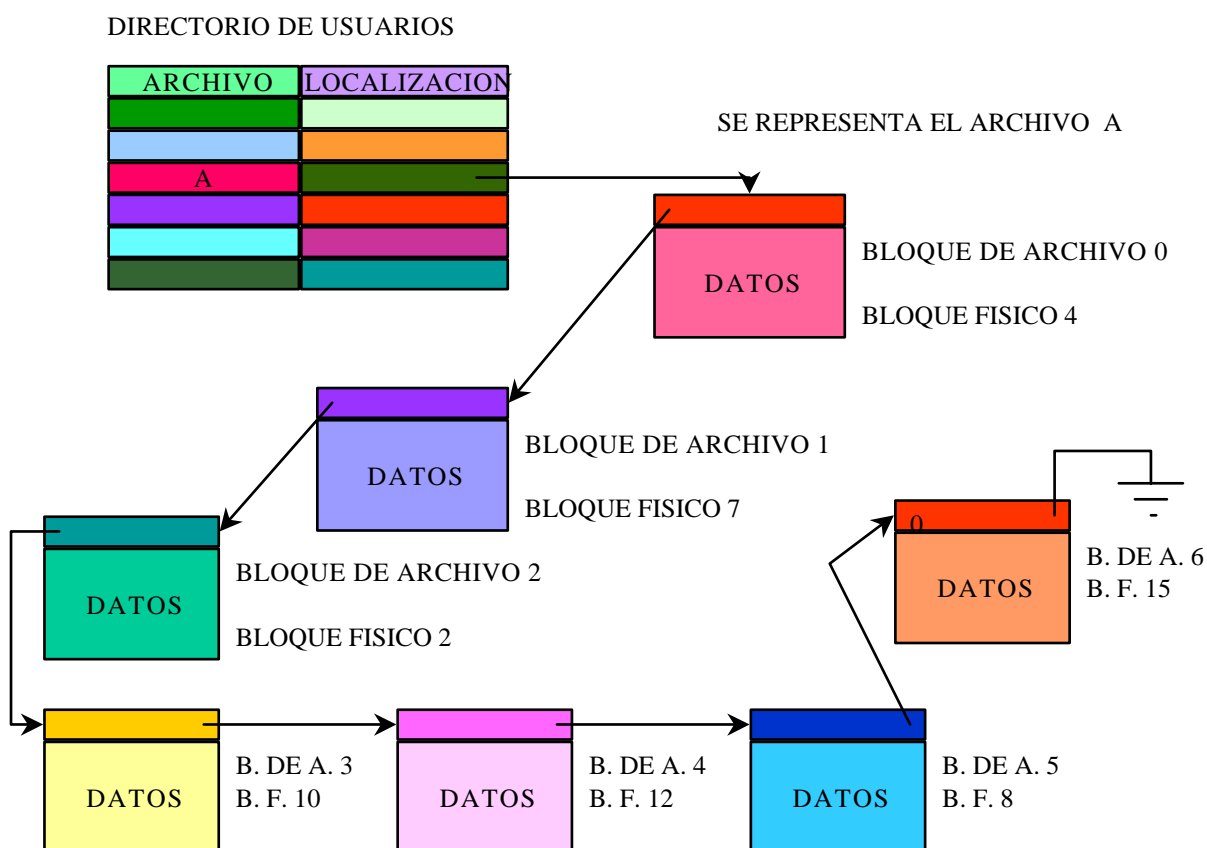 DIRECTORIO DE USUARIOS
ARCHIVO LOCALIZACION
SE REPRESENTA EL ARCHIVO A
A
BLOQUE DE ARCHIVO 0
DATOS
BLOQUE FISICO 4
BLOQUE DE ARCHIVO 1
DATOS
BLOQUE FISICO 7
0
B. DE A. 6
DATOS
B. F. 15
BLOQUE DE ARCHIVO 2
DATOS
BLOQUE FISICO 2
B. DE A. 3
DATOS
B. F. 10
B. DE A. 4
DATOS
B. F. 12
B. DE A. 5
DATOS
B. F. 8